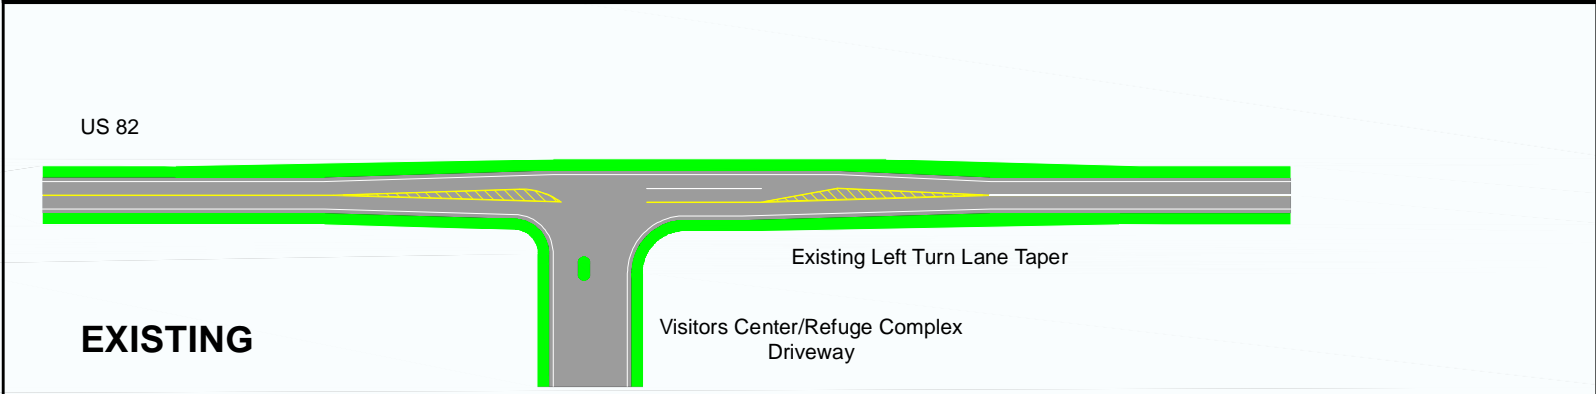 US 82
Existing Left Turn Lane Taper
EXISTING
Visitors Center/Refuge Complex
Driveway